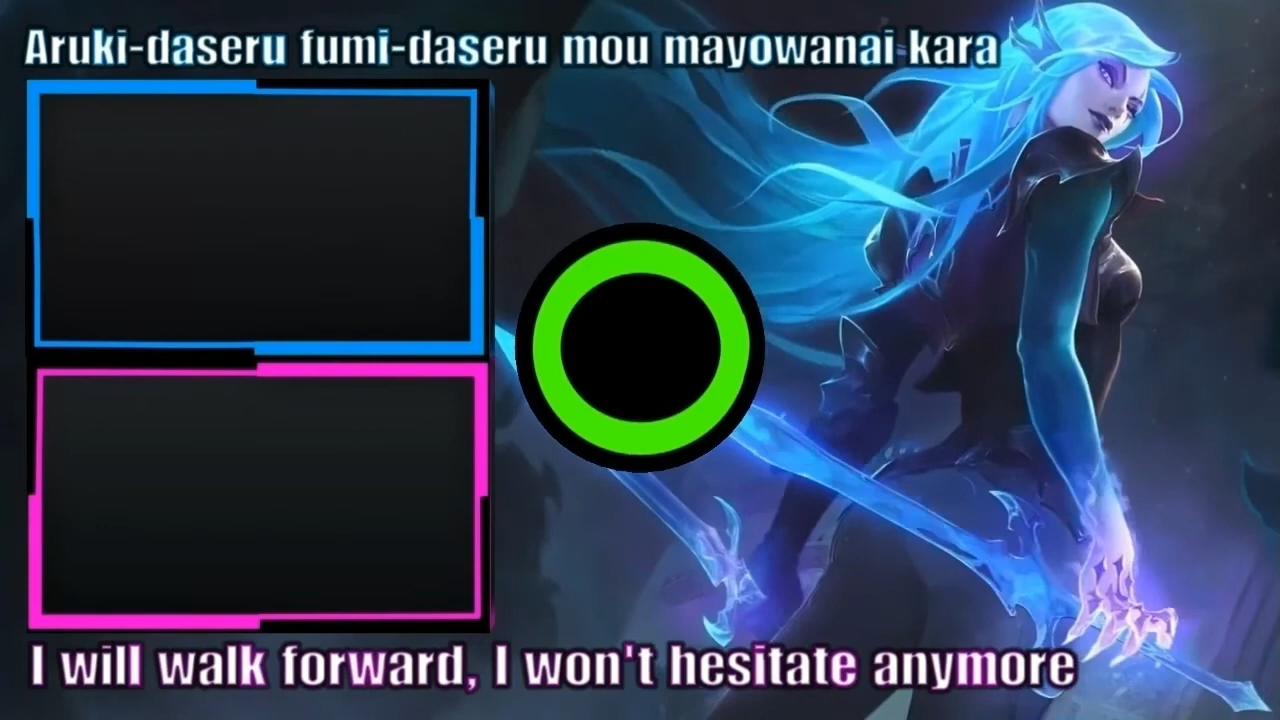 Aruki-daseru fumi-daseru mou mayowanai kara
I will walk forward, I won't hesitate anymore